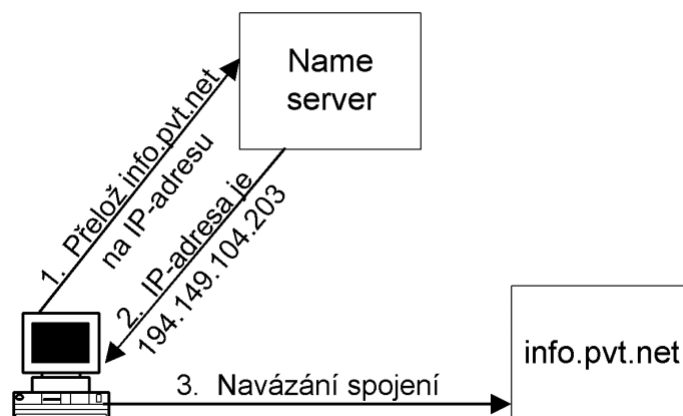 Name
server
1. Přelož info.pvt.net
na IP-adresu
2. IP-adresa je
194.149.104.203
3. Navázání spojení
info.pvt.net